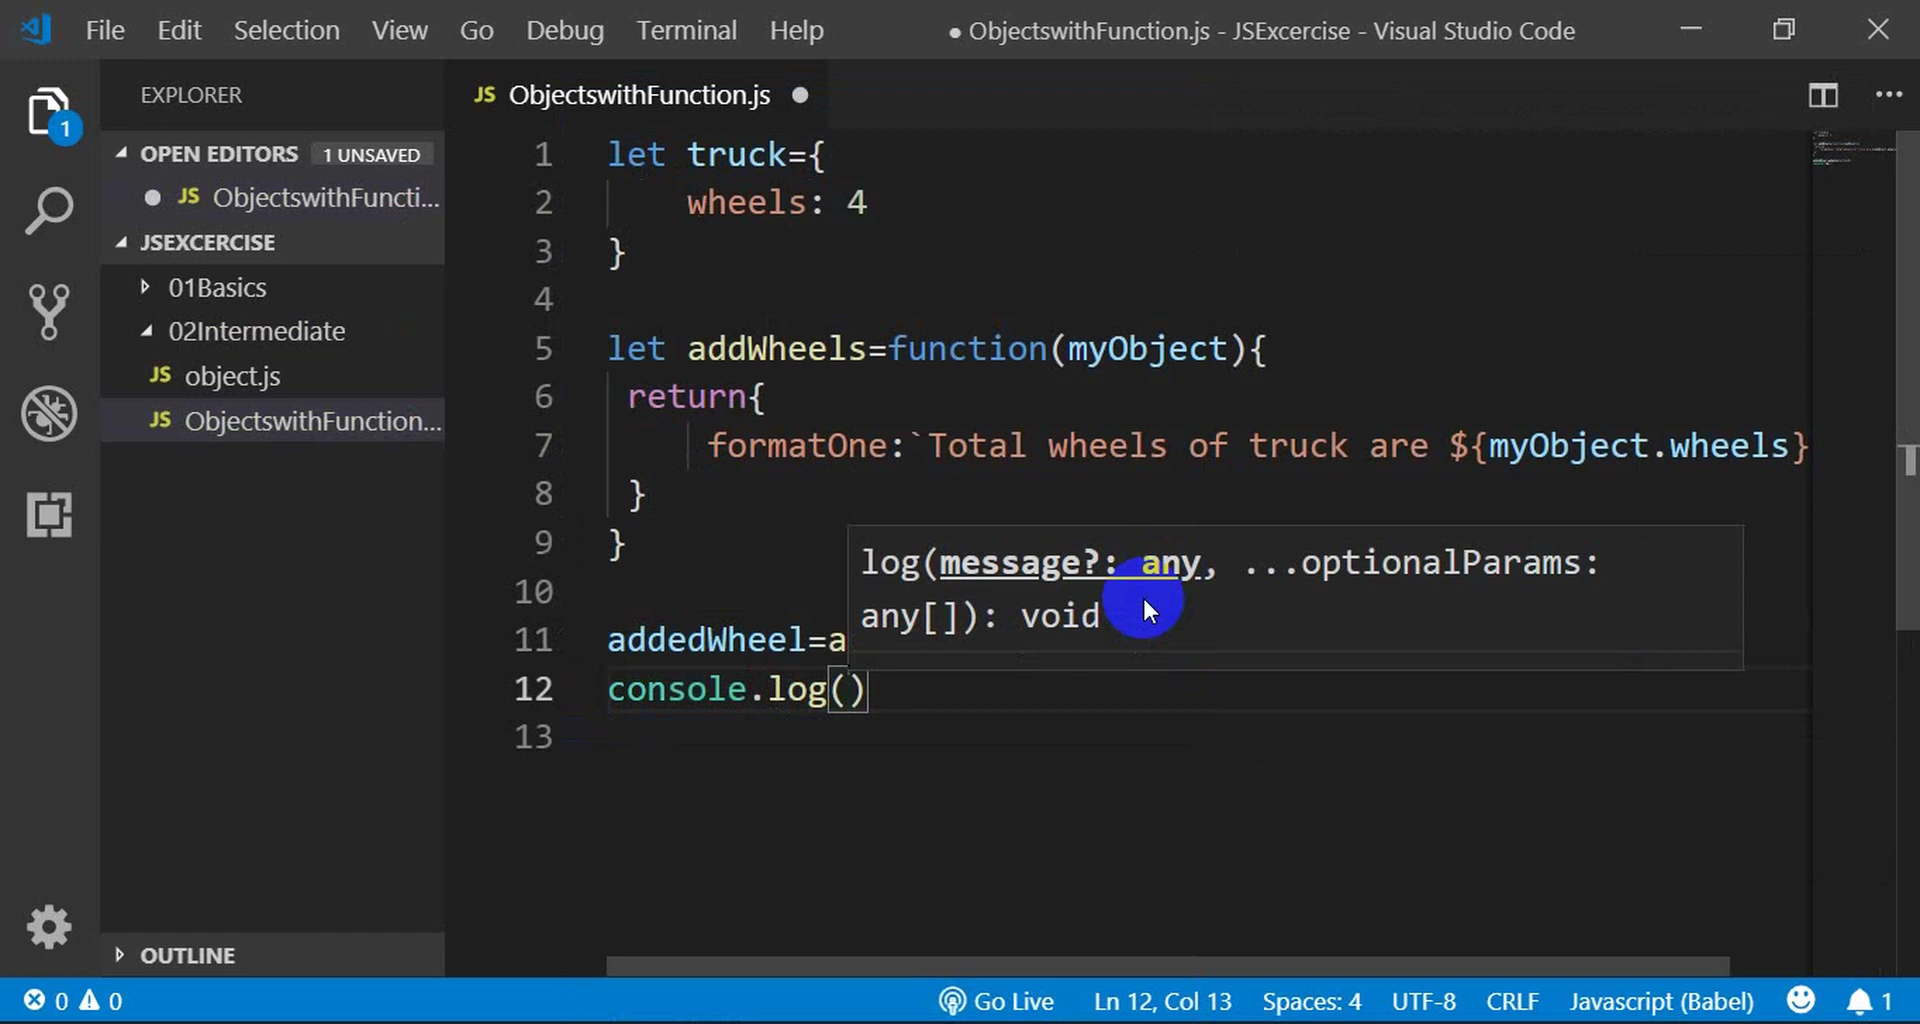 File Edit Selection View Go Debug Terminal Help ● ObjectswithFunction.js - JSExcercise - Visual Studio Code
EXPLORER
JS ObjectswithFunction.js ●
OPEN EDITORS 1 UNSAVED
● JS ObjectswithFuncti...
JSEXCERCISE
01Basics
02Intermediate
JS object.js
JS ObjectswithFunction...
OUTLINE
1
1 let truck={
2 wheels: 4
3 }
4
5 let addWheels=function(myObject){
6 return{
7 formatOne:`Total wheels of truck are ${myObject.wheels}
8 }
9 }
10
11 addedWheel=a
12 console.log()
13
log(message?: any, ...optionalParams:
any[]): void
0 0 Go Live Ln 12, Col 13 Spaces: 4 UTF-8 CRLF Javascript (Babel) 1